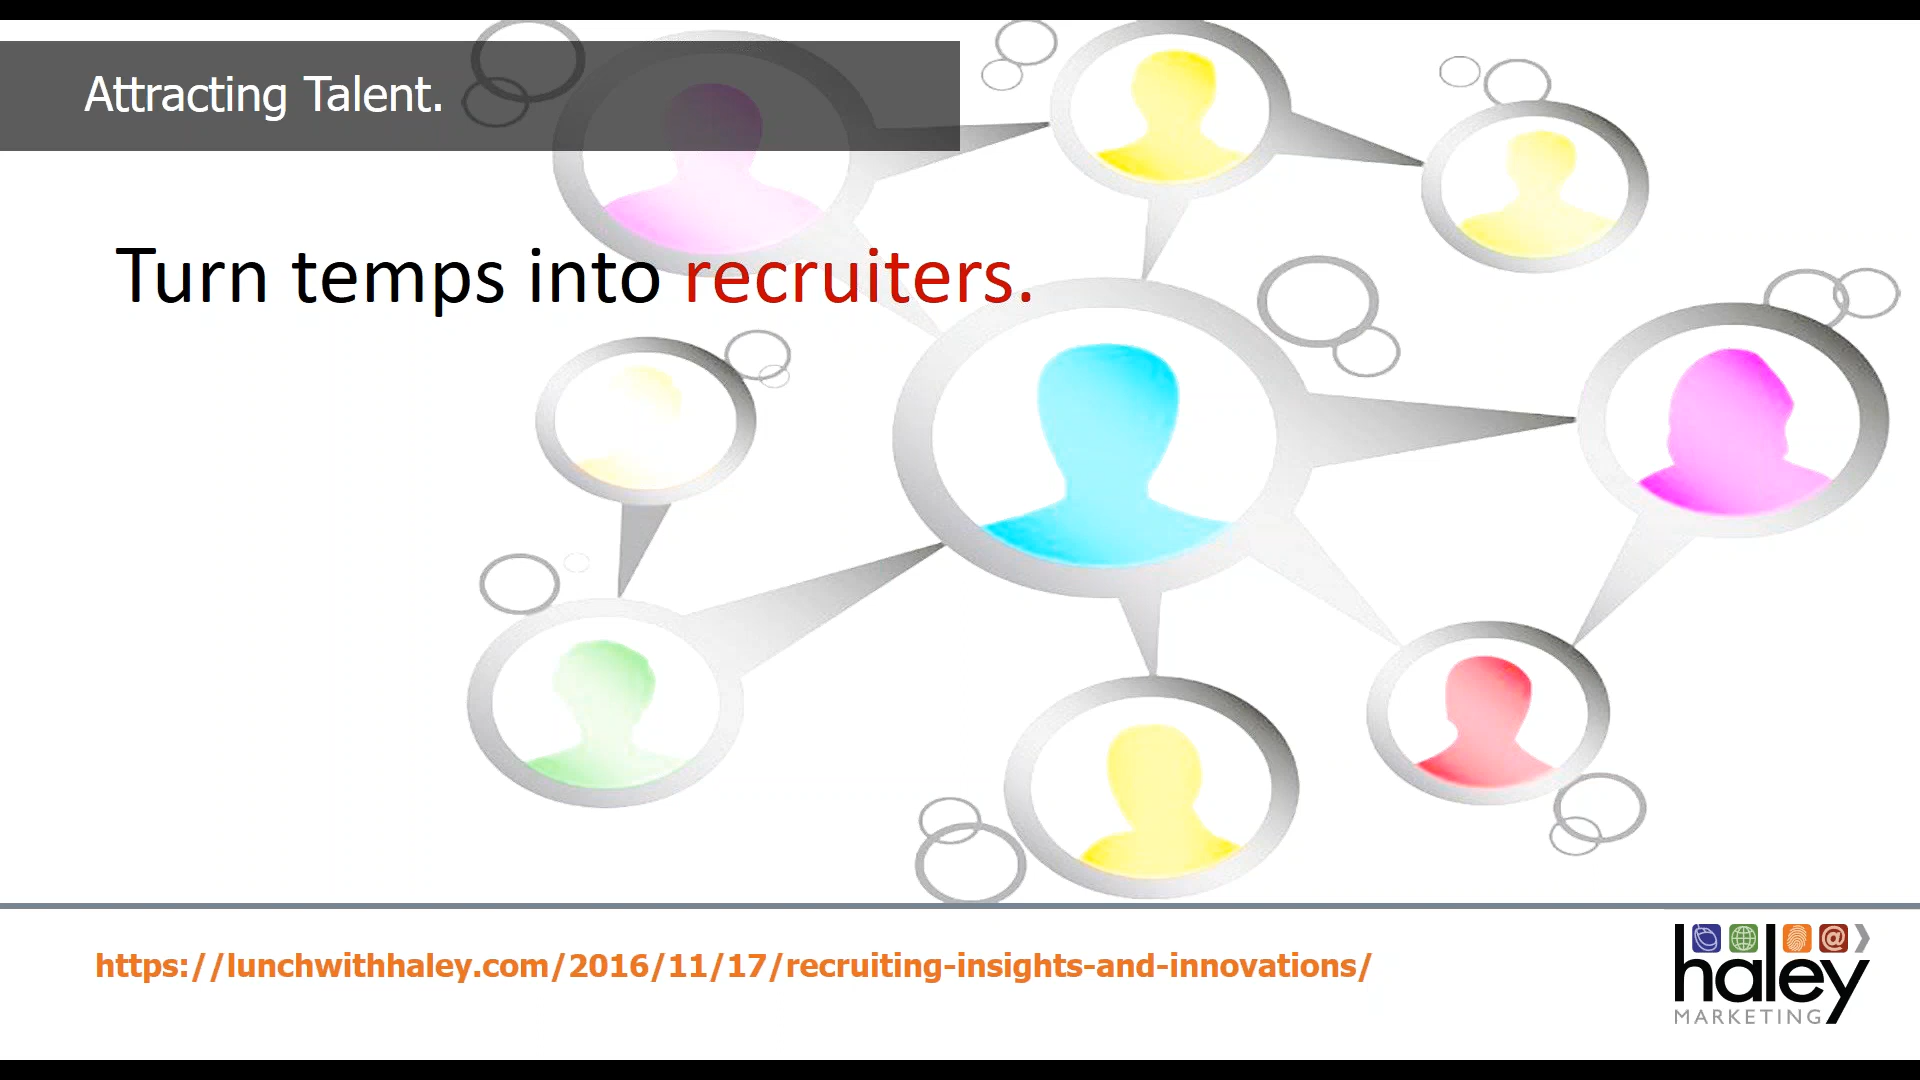 Attracting Talent.
Turn temps into recruiters.
https://lunchwithhaley.com/2016/11/17/recruiting-insights-and-innovations/
@
haley
MARKETING